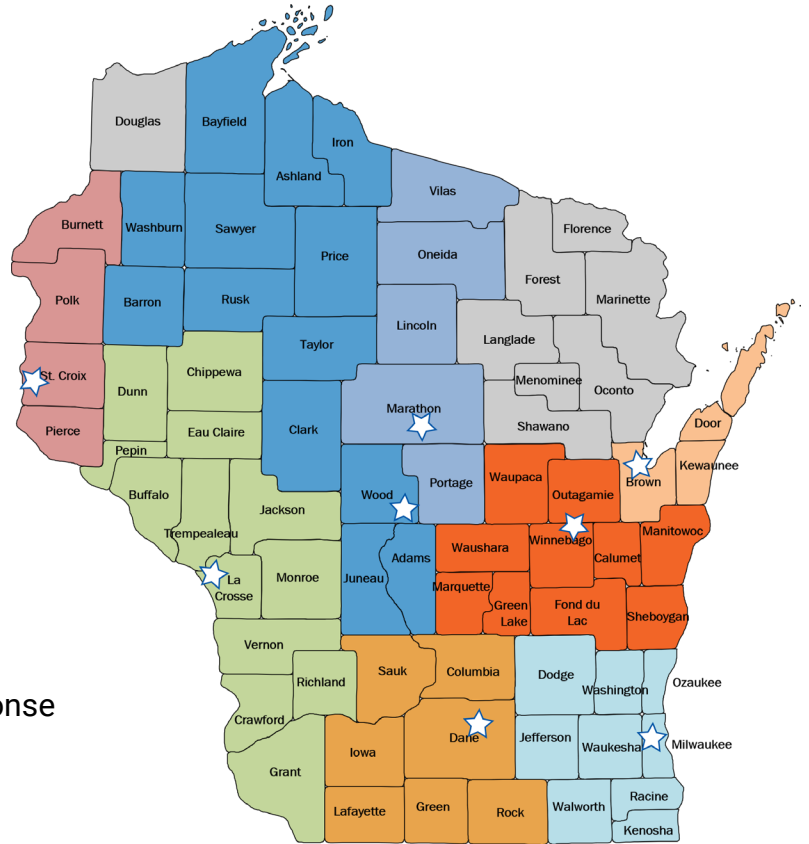 Douglas
Bayfield
Iron
Ashland
Vilas
Burnett
Washburn
Sawyer
Florence
Price
Oneida
Forest
Polk
Barron
Rusk
Marinette
Lincoln
Langlade
Taylor
St. Croix
Chippewa
Menominee
Dunn
Oconto
Marathon
Pierce
Eau Claire
Clark
Shawano
Door
Pepin
Kewaunee
Waupaca
Buffalo
Wood
Portage
Outagamie
Brown
Jackson
Trempealeau
Winnebago
Manitowoc
Waushara
Adams
Calumet
La
Crosse
Monroe
Juneau
Marquette
Green
Lake
Fond du
Lac
Sheboygan
Vernon
Sauk
Columbia
Dodge
Richland
Washington
Ozaukee
onse
Crawford
Iowa
Dane
Jefferson
Waukesha
Milwaukee
Grant
Racine
Lafayette
Green
Rock
Walworth
Kenosha